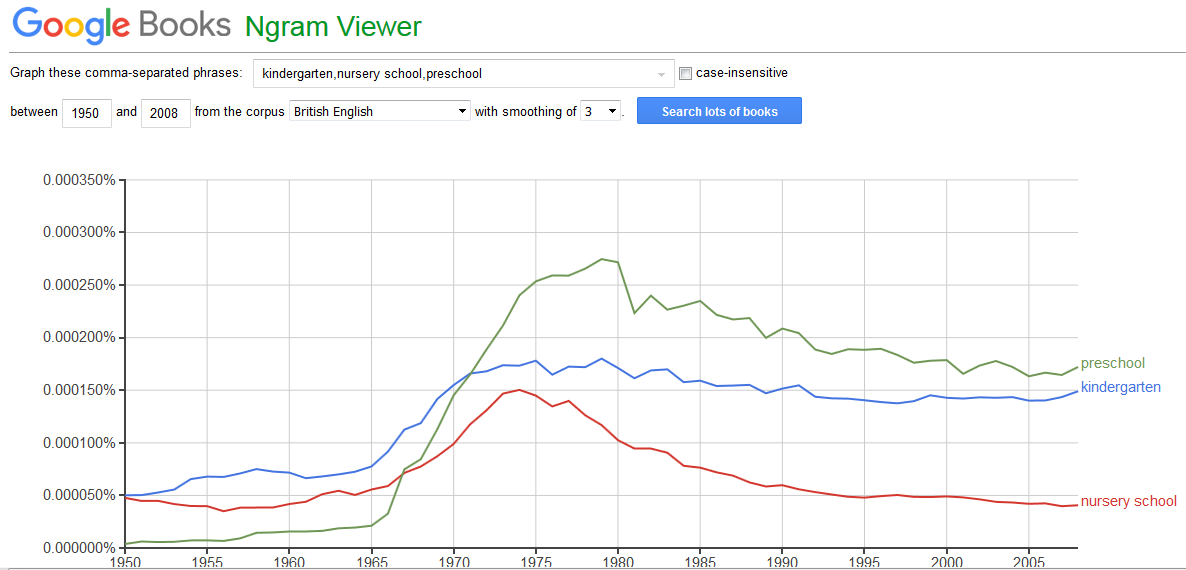 Google Books Ngram Viewer
Graph these comma-separated phrases: kindergarten,nursery school,preschool case-insensitive
between 1950 and 2008 from the corpus British English with smoothing of 3 . Search lots of books
0.000350%
0.000300%
0.000250%
0.000200%
0.000150%
0.000100%
0.000050%
0.000000%
preschool
kindergarten
nursery school
1950 1955 1960 1965 1970 1975 1980 1985 1990 1995 2000 2005